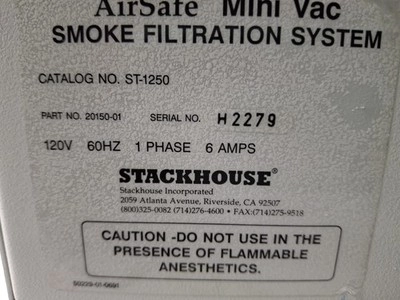 AirSafe Mini Vac
SMOKE FILTRATION SYSTEM
CATALOG NO. ST-1250
PART NO. 20150-01 SERIAL NO. H2279
120V 60HZ 1 PHASE 6 AMPS
STACKHOUSE®
Stackhouse Incorporated
2059 Atlanta Avenue, Riverside, CA 92507
(800)325-0082 (714)276-4600 • FAX:(714)275-9518
CAUTION -DO NOT USE IN THE
PRESENCE OF FLAMMABLE
ANESTHETICS.